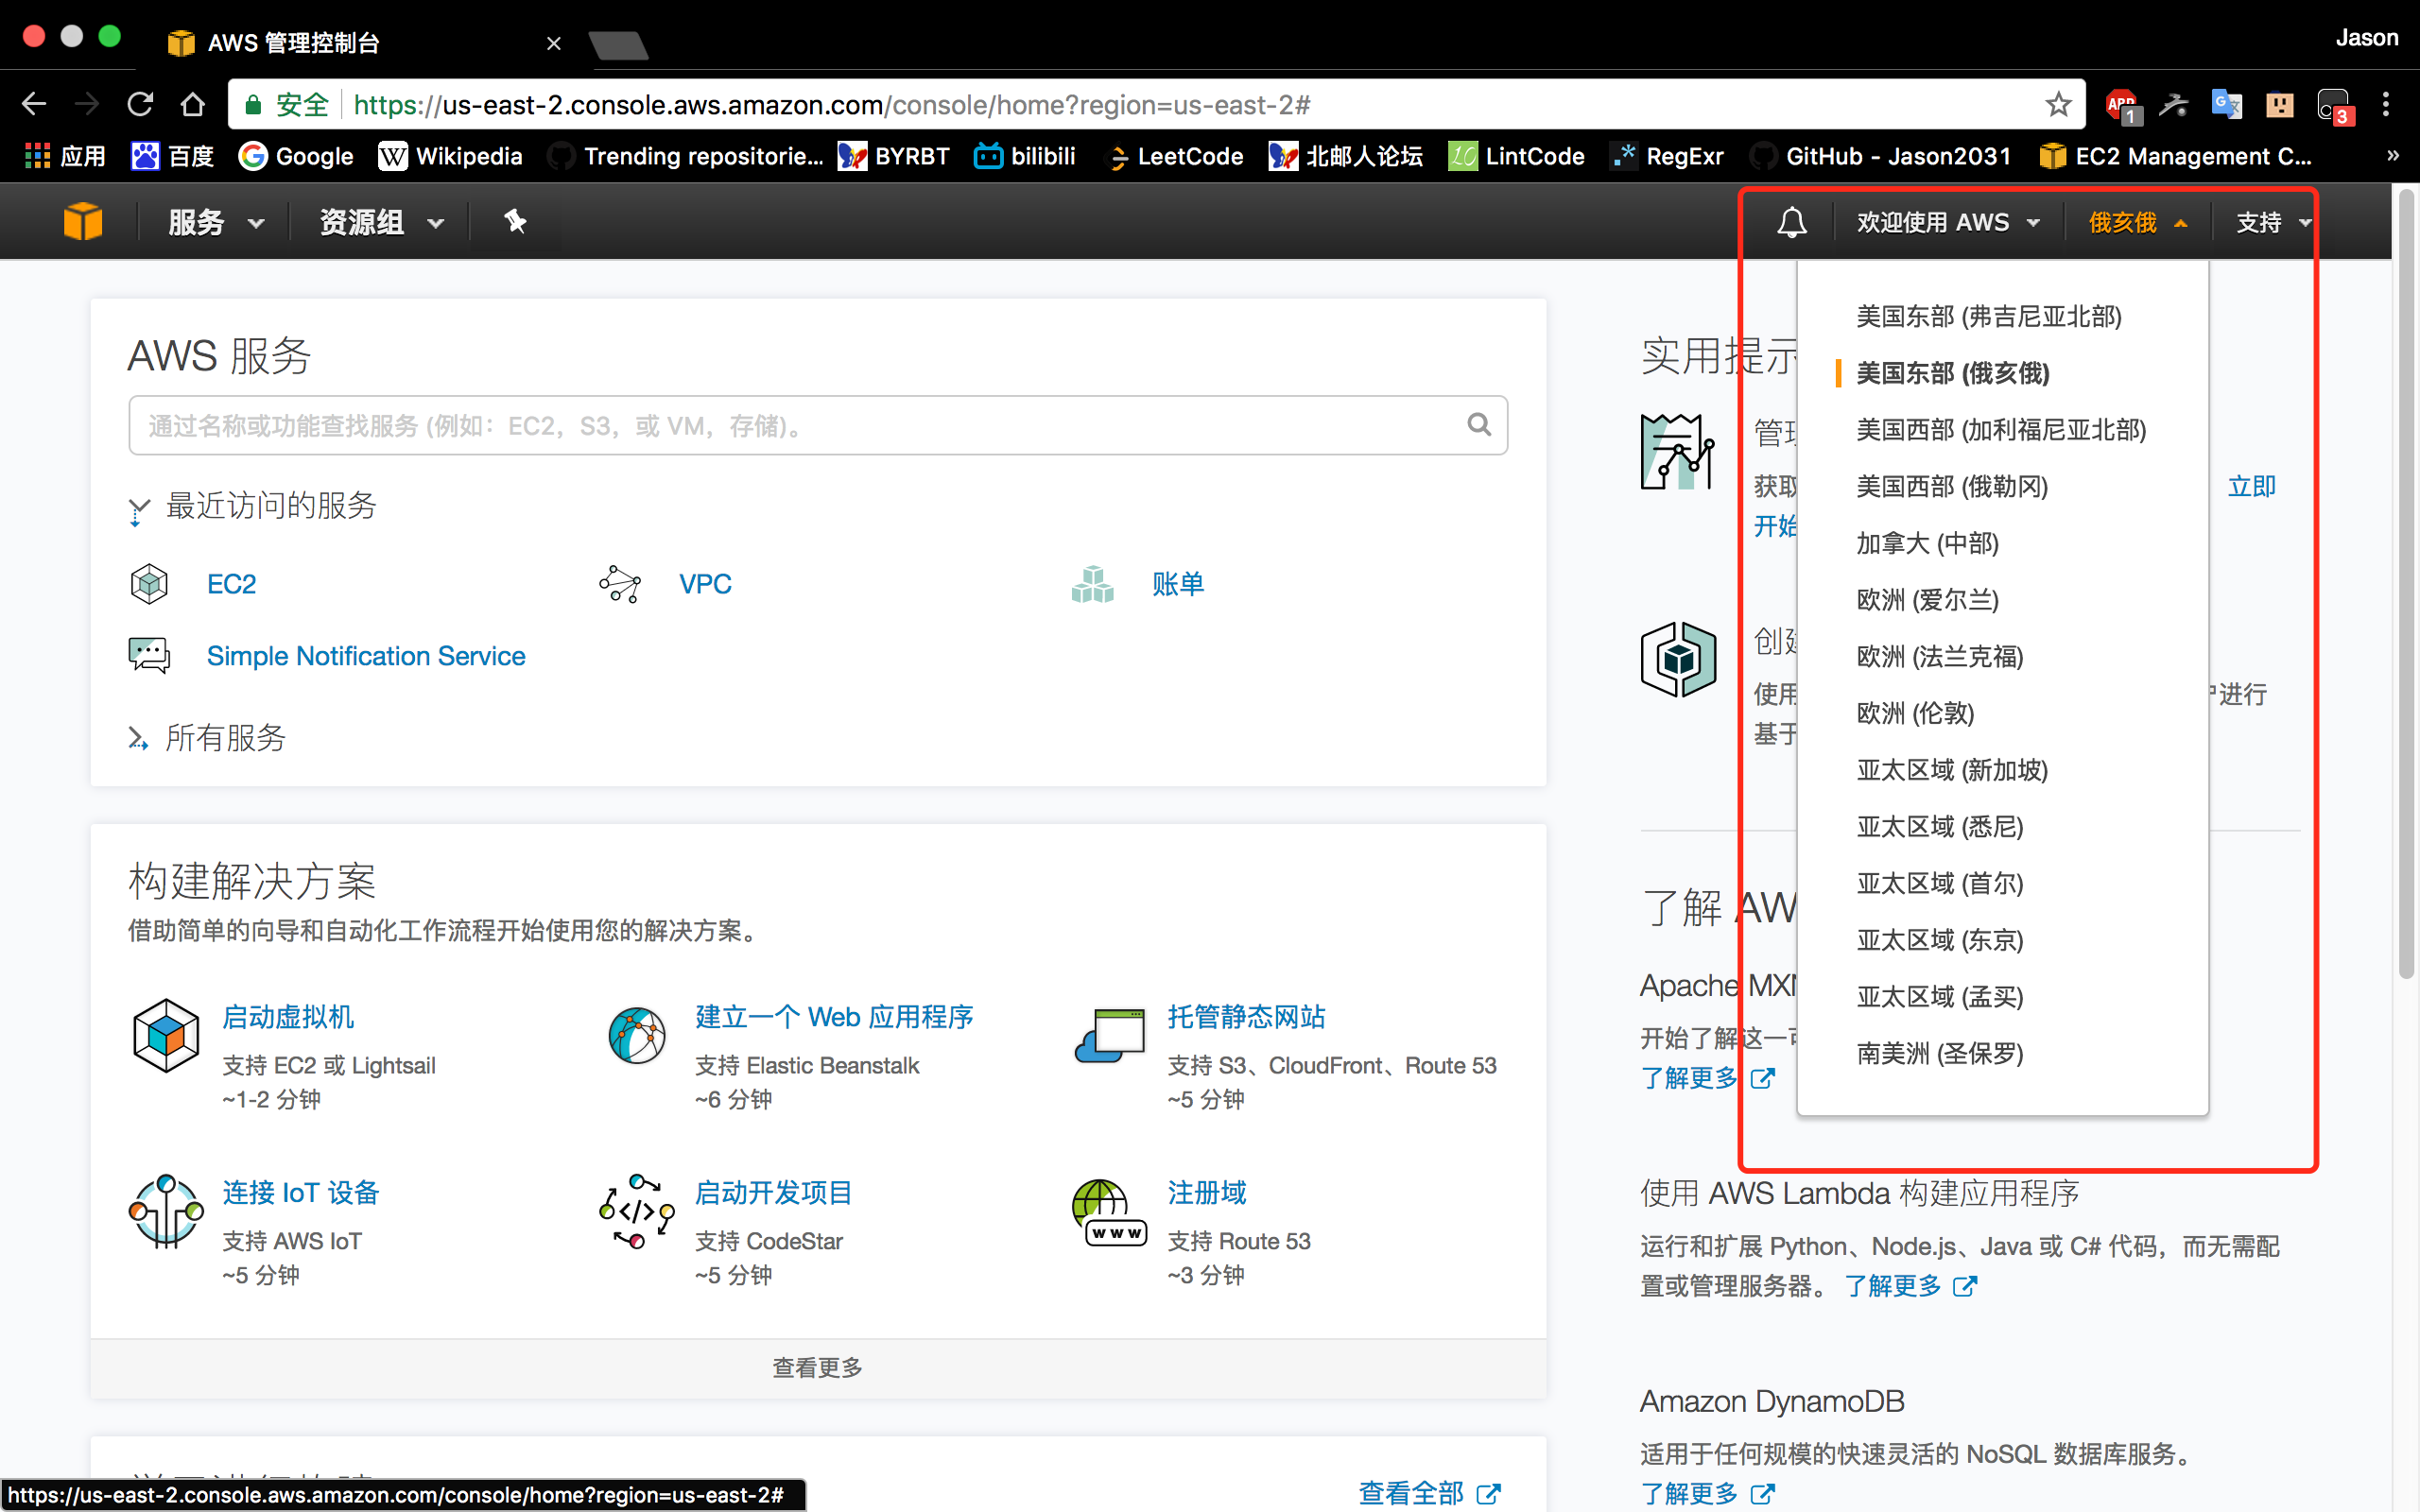 AWS 管理控制台
Jason
安全 https://us-east-2.console.aws.amazon.com/console/home?region=us-east-2#
ABP 1
3
应用 百度 Google Wikipedia Trending repositorie... BYRBT bilibili LeetCode 北邮人论坛 LintCode RegExr GitHub - Jason2031 EC2 Management C... »
服务 资源组 欢迎使用 AWS 俄亥俄 支持
AWS 服务
通过名称或功能查找服务 (例如：EC2，S3，或 VM，存储)。
最近访问的服务
EC2 VPC 账单
Simple Notification Service
所有服务
构建解决方案
借助简单的向导和自动化工作流程开始使用您的解决方案。
启动虚拟机
支持 EC2 或 Lightsail
~1-2 分钟
建立一个 Web 应用程序
支持 Elastic Beanstalk
~6 分钟
托管静态网站
支持 S3、CloudFront、Route 53
~5 分钟
连接 IoT 设备
支持 AWS IoT
~5 分钟
启动开发项目
支持 CodeStar
~5 分钟
注册域
www
支持 Route 53
~3 分钟
查看更多
查看全部
实用提示
获取 立即
开始
使用 进行
基于
美国东部 (弗吉尼亚北部)
美国东部 (俄亥俄)
美国西部 (加利福尼亚北部)
美国西部 (俄勒冈)
加拿大 (中部)
欧洲 (爱尔兰)
欧洲 (法兰克福)
欧洲 (伦敦)
亚太区域 (新加坡)
亚太区域 (悉尼)
亚太区域 (首尔)
亚太区域 (东京)
亚太区域 (孟买)
南美洲 (圣保罗)
了解 AW
Apache MXN
开始了解这一
了解更多
使用 AWS Lambda 构建应用程序
运行和扩展 Python、Node.js、Java 或 C# 代码，而无需配
置或管理服务器。 了解更多
Amazon DynamoDB
适用于任何规模的快速灵活的 NoSQL 数据库服务。
了解更多
https://us-east-2.console.aws.amazon.com/console/home?region=us-east-2#